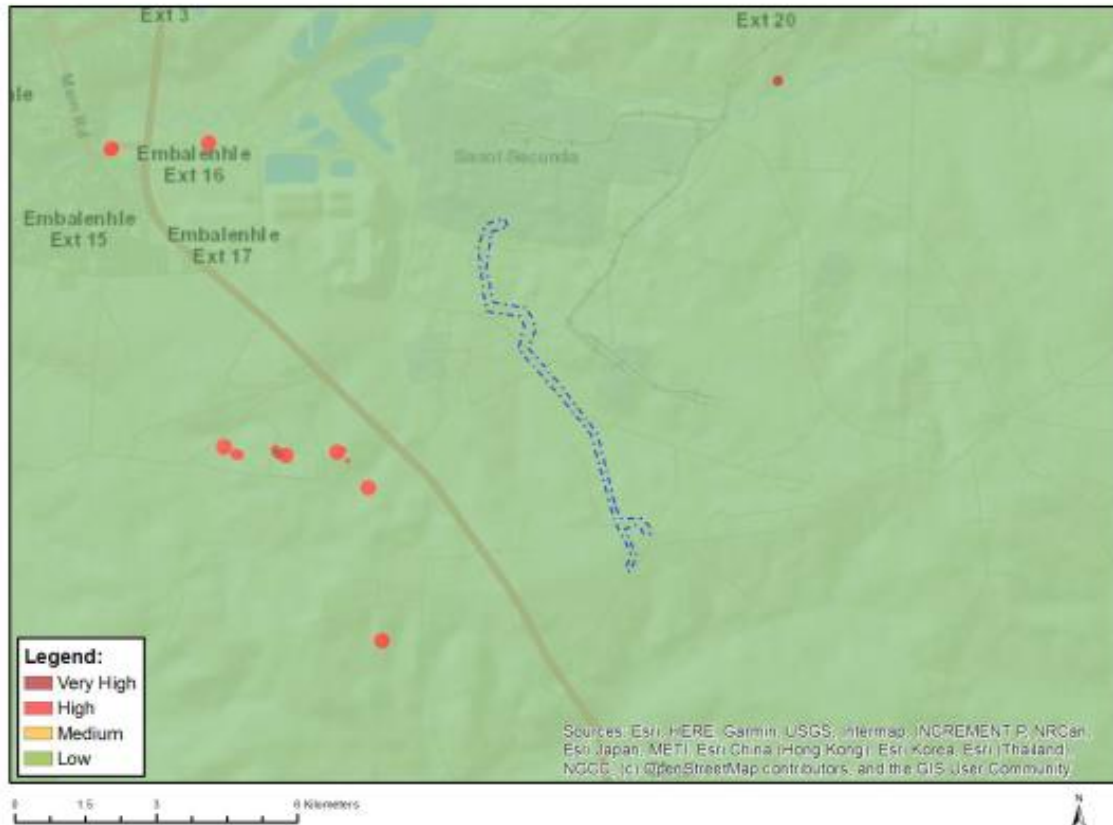 Ext 3
Ext 20
Main Rd
Embalenhle
Ext 16
Sasol Secunda
Embalenhle
Ext 15
Embalenhle
Ext 17
Legend:
Very High
High
Medium
Low
Sources: Esri, HERE, Garmin, USGS, Intermap, INCREMENT P, NRCan,
Esri Japan, METI, Esri China (Hong Kong), Esri Korea, Esri (Thailand),
NGCC, (c) OpenStreetMap contributors, and the GIS User Community
0 1.5 3 6 Kilometers
N